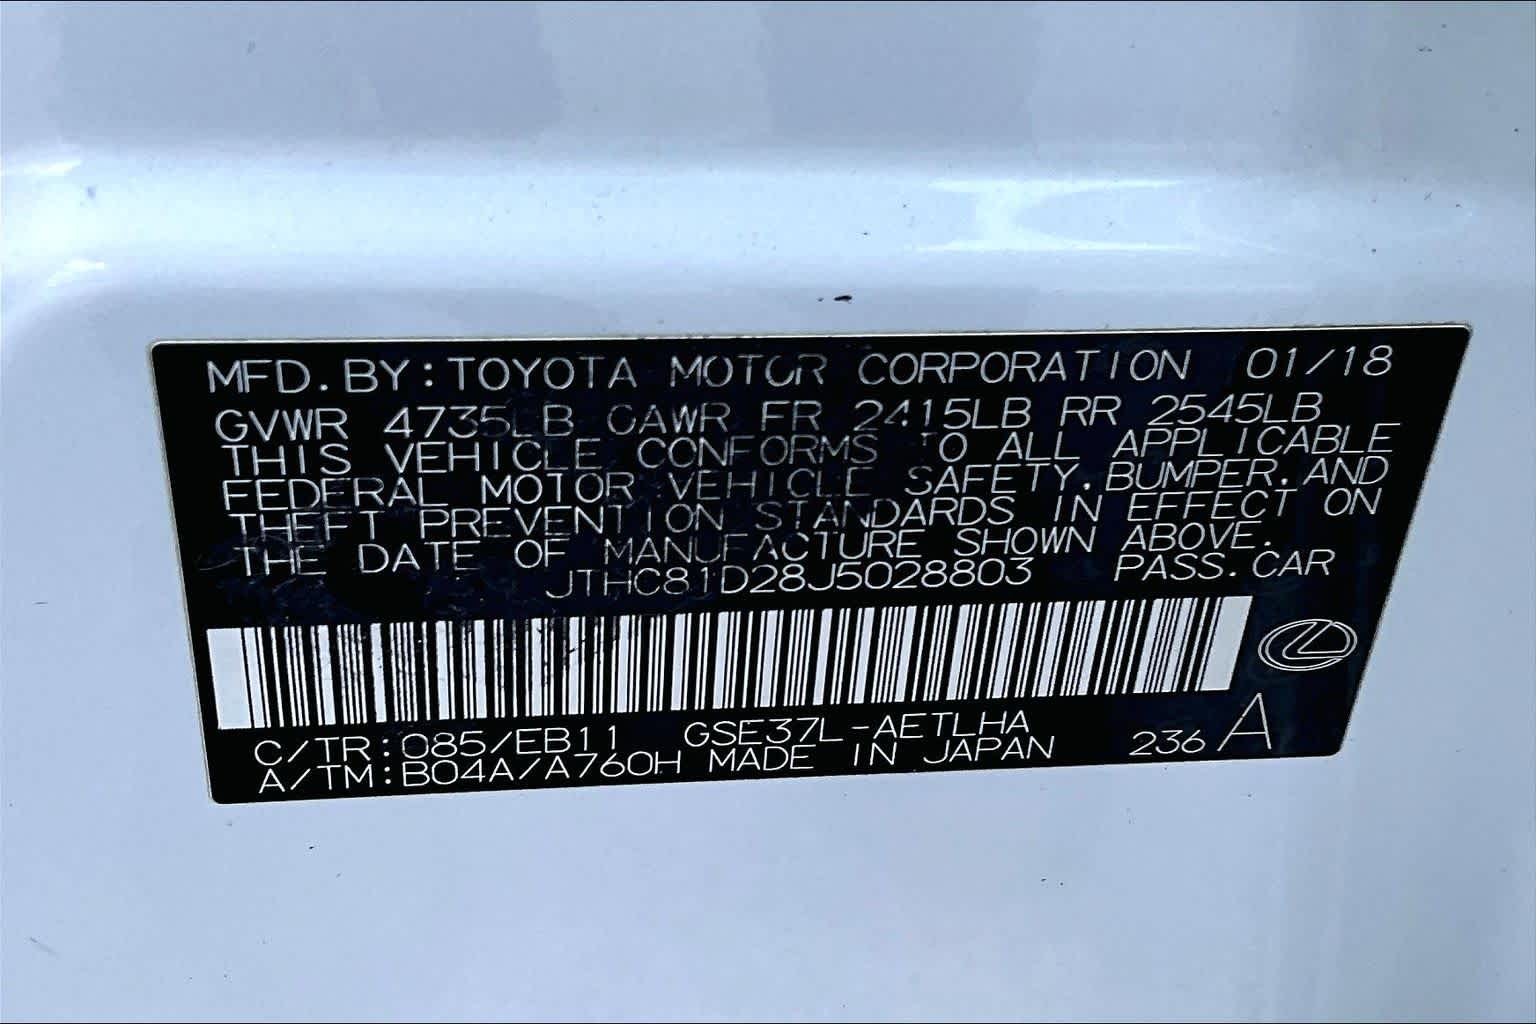 MFD. BY: TOYOTA MOTOR CORPORATION 01/18
GVWR 4735LB GAWR FR 2415LB RR 2545LB
THIS VEHICLE CONFORMS TO ALL APPLICABLE
FEDERAL MOTOR VEHICLE SAFETY, BUMPER, AND
THEFT PREVENTION STANDARDS IN EFFECT ON
THE DATE OF MANUFACTURE SHOWN ABOVE.
JTHC81D28J5028803 PASS. CAR
C/TR: 085/EB11 GSE37L-AETLHA
A/TM: B04A/A760H MADE IN JAPAN 236 A